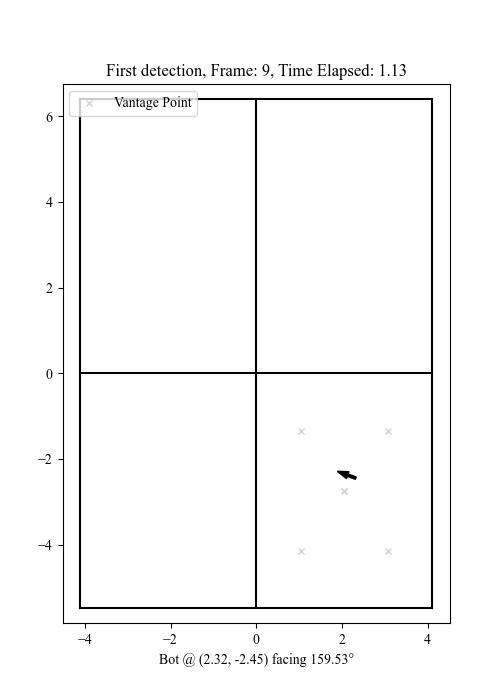 First detection, Frame: 9, Time Elapsed: 1.13
Vantage Point
6
4
2
0
−2
−4
−4 −2 0 2 4
Bot @ (2.32, -2.45) facing 159.53°